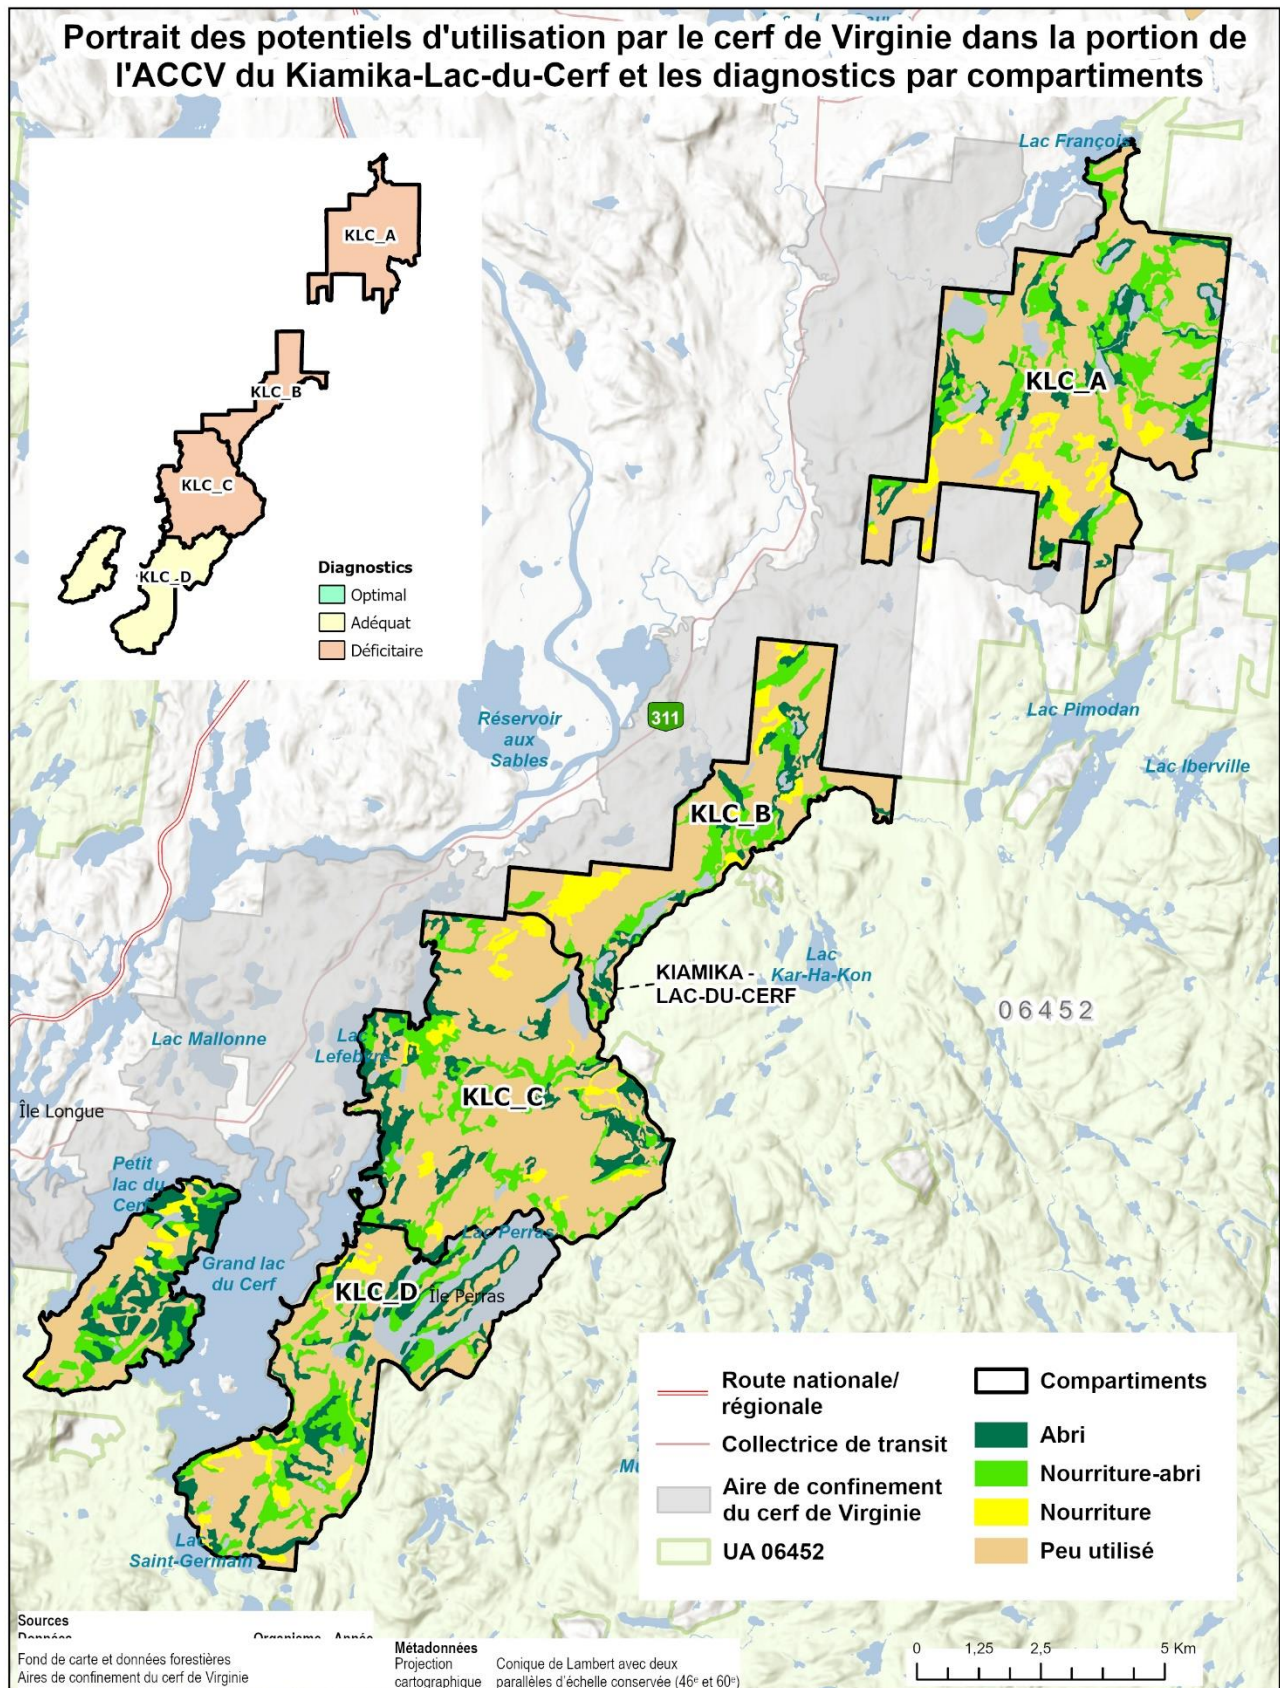 Portrait des potentiels d'utilisation par le cerf de Virginie dans la portion de
l'ACCV du Kiamika-Lac-du-Cerf et les diagnostics par compartiments
Lac François
KLC_A
KLC_B
KLC_C
KLC_D
Diagnostics
Optimal
Adéquat
Déficitaire
KLC_A
Réservoir
aux
Sables
311
Lac Pimodan
Lac Iberville
KLC_B
Lac
Kar-Ha-Kon
KIAMIKA -
LAC-DU-CERF
06452
Lac Mallonne
Lefebvre
KLC_C
Île Longue
Petit
lac du
Cerf
Grand lac
du Cerf
Lac Perras
KLC_D
Île Perras
Lac
Saint-Germain
Route nationale/
régionale
Collectrice de transit
Aire de confinement
du cerf de Virginie
UA 06452
Compartiments
Abri
Nourriture-abri
Nourriture
Peu utilisé
Sources
Données Organisme Année
Fond de carte et données forestières
Aires de confinement du cerf de Virginie
Métadonnées
Projection cartographique
Conique de Lambert avec deux
parallèles d'échelle conservée (46e et 60e)
0 1,25 2,5 5 Km